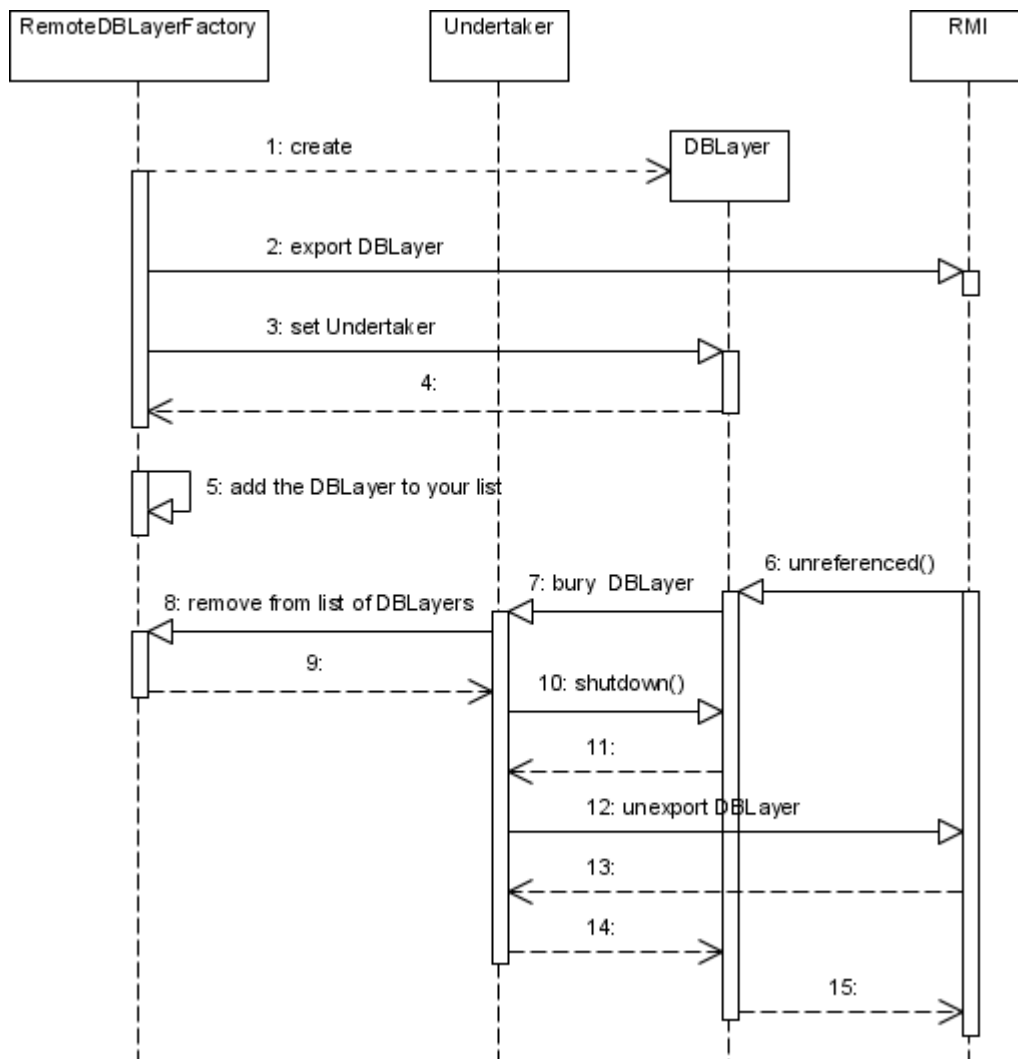 RemoteDBLayerFactory
Undertaker
RMI
1: create
DBLayer
2: export DBLayer
3: set Undertaker
4:
5: add the DBLayer to your list
6: unreferenced()
7: bury DBLayer
8: remove from list of DBLayers
9:
10: shutdown()
11:
12: unexport DBLayer
13:
14:
15: